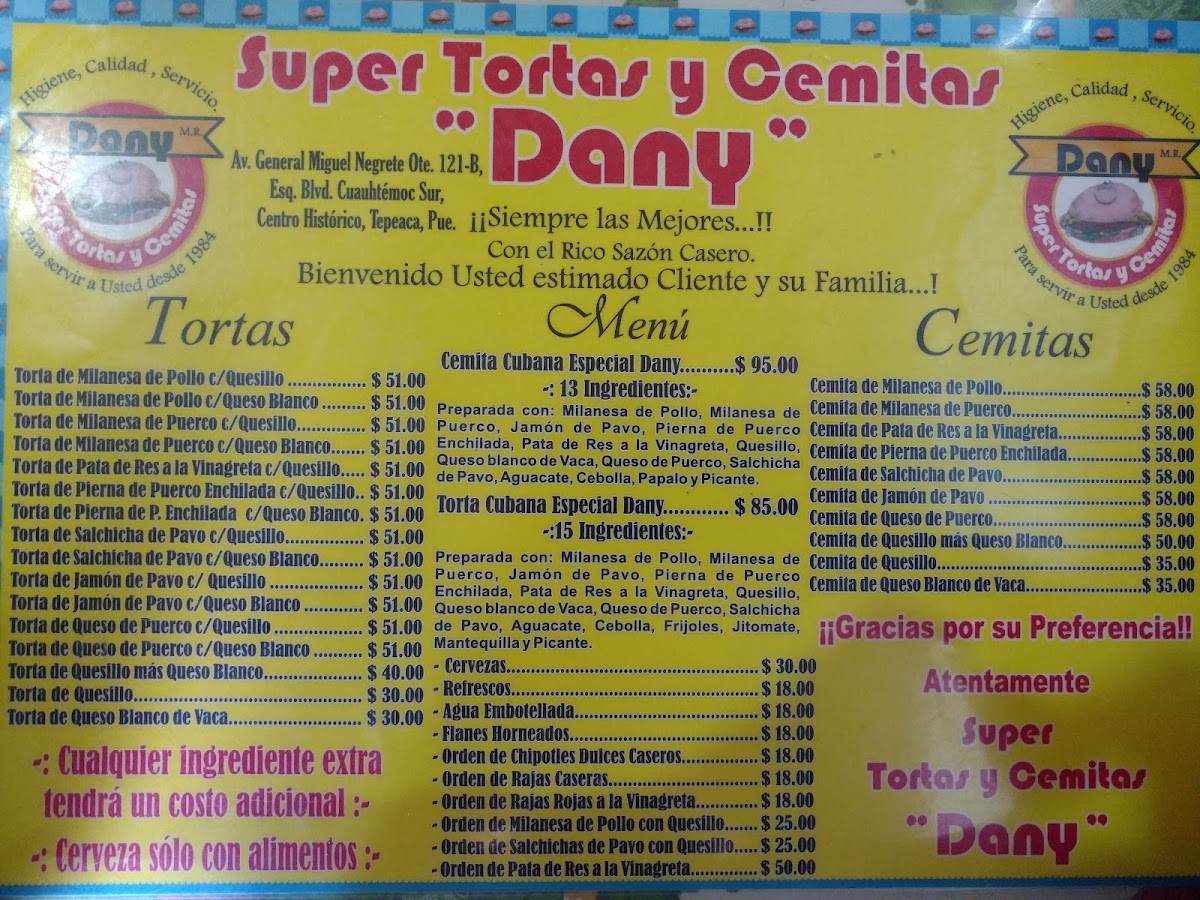 Super Tortas y Cemitas
"Dany"
Higiene, Calidad , Servicio.
Dany M.R.
Super Tortas y Cemitas
Para servir a Usted desde 1984
Av. General Miguel Negrete Ote. 121-B,
Esq. Blvd. Cuauhtémoc Sur,
Centro Histórico, Tepeaca, Pue.
¡¡Siempre las Mejores...!!
Con el Rico Sazón Casero.
Bienvenido Usted estimado Cliente y su Familia...!
Higiene, Calidad , Servicio.
Dany M.R.
Super Tortas y Cemitas
Para servir a Usted desde 1984
Tortas
Torta de Milanesa de Pollo c/Quesillo ................ $ 51.00
Torta de Milanesa de Pollo c/Queso Blanco ......... $ 51.00
Torta de Milanesa de Puerco c/Quesillo.............. $ 51.00
Torta de Milanesa de Puerco c/Queso Blanco....... $ 51.00
Torta de Pata de Res a la Vinagreta c/Quesillo.... $ 51.00
Torta de Pierna de Puerco Enchilada c/Quesillo.. $ 51.00
Torta de Pierna de P. Enchilada c/Queso Blanco. $ 51.00
Torta de Salchicha de Pavo c/Quesillo................ $ 51.00
Torta de Salchicha de Pavo c/Queso Blanco......... $ 51.00
Torta de Jamón de Pavo c/ Quesillo ................... $ 51.00
Torta de Jamón de Pavo c/Queso Blanco ............ $ 51.00
Torta de Queso de Puerco c/Quesillo .................. $ 51.00
Torta de Queso de Puerco c/Queso Blanco .......... $ 51.00
Torta de Quesillo más Queso Blanco.................... $ 40.00
Torta de Quesillo.............................................. $ 30.00
Torta de Queso Blanco de Vaca........................... $ 30.00
-: Cualquier ingrediente extra
tendrá un costo adicional :-
-: Cerveza sólo con alimentos :-
Menú
Cemita Cubana Especial Dany..........$ 95.00
-: 13 Ingredientes:-
Preparada con: Milanesa de Pollo, Milanesa de
Puerco, Jamón de Pavo, Pierna de Puerco
Enchilada, Pata de Res a la Vinagreta, Quesillo,
Queso blanco de Vaca, Queso de Puerco, Salchicha
de Pavo, Aguacate, Cebolla, Papalo y Picante.
Torta Cubana Especial Dany............ $ 85.00
-:15 Ingredientes:-
Preparada con: Milanesa de Pollo, Milanesa de
Puerco, Jamón de Pavo, Pierna de Puerco
Enchilada, Pata de Res a la Vinagreta, Quesillo,
Queso blanco de Vaca, Queso de Puerco, Salchicha
de Pavo, Aguacate, Cebolla, Frijoles, Jitomate,
Mantequilla y Picante.
- Cervezas.................................................. $ 30.00
- Refrescos................................................. $ 18.00
- Agua Embotellada..................................... $ 18.00
- Flanes Horneados...................................... $ 18.00
- Orden de Chipotles Dulces Caseros............... $ 18.00
- Orden de Rajas Caseras.............................. $ 18.00
- Orden de Rajas Rojas a la Vinagreta............. $ 18.00
- Orden de Milanesa de Pollo con Quesillo....... $ 25.00
- Orden de Salchichas de Pavo con Quesillo..... $ 25.00
- Orden de Pata de Res a la Vinagreta.............. $ 50.00
Cemitas
Cemita de Milanesa de Pollo............................$ 58.00
Cemita de Milanesa de Puerco..........................$ 58.00
Cemita de Pata de Res a la Vinagreta.................$ 58.00
Cemita de Pierna de Puerco Enchilada...............$ 58.00
Cemita de Salchicha de Pavo............................$ 58.00
Cemita de Jamón de Pavo ...............................$ 58.00
Cemita de Queso de Puerco..............................$ 58.00
Cemita de Quesillo más Queso Blanco................$ 50.00
Cemita de Quesillo..........................................$ 35.00
Cemita de Queso Blanco de Vaca.......................$ 35.00
¡¡Gracias por su Preferencia!!
Atentamente
Super
Tortas y Cemitas
"Dany"